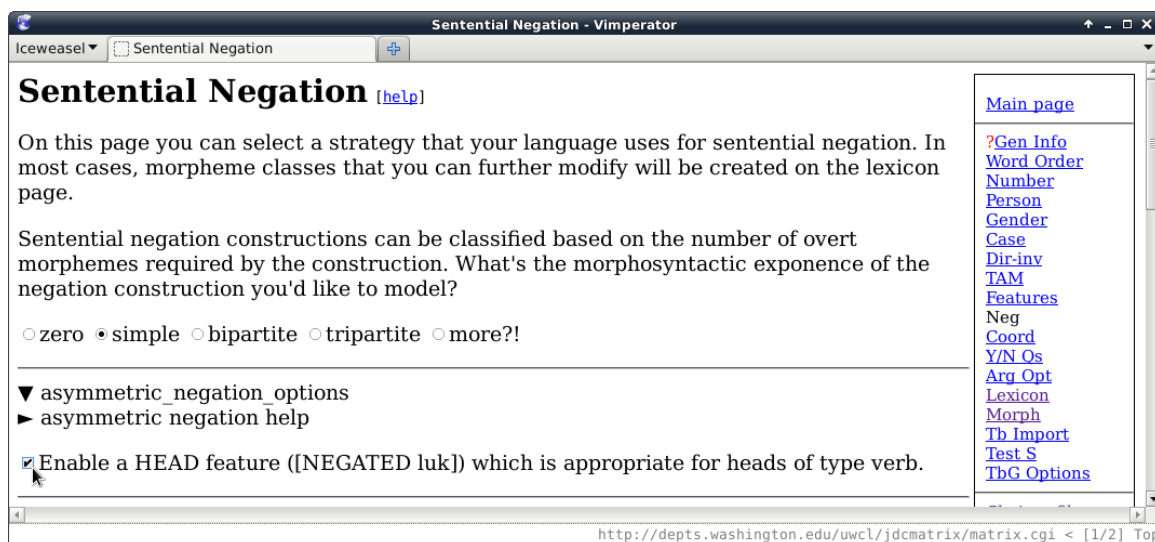 Sentential Negation - Vimperator
Iceweasel
Sentential Negation
Sentential Negation [help]
On this page you can select a strategy that your language uses for sentential negation. In
most cases, morpheme classes that you can further modify will be created on the lexicon
page.
Sentential negation constructions can be classified based on the number of overt
morphemes required by the construction. What's the morphosyntactic exponence of the
negation construction you'd like to model?
zero simple bipartite tripartite more?!
▼ asymmetric_negation_options
► asymmetric negation help
Enable a HEAD feature ([NEGATED luk]) which is appropriate for heads of type verb.
Main page
?Gen Info
Word Order
Number
Person
Gender
Case
Dir-inv
TAM
Features
Neg
Coord
Y/N Qs
Arg Opt
Lexicon
Morph
Tb Import
Test S
TbG Options
http://depts.washington.edu/uwcl/jdcmatrix/matrix.cgi < [1/2] Top